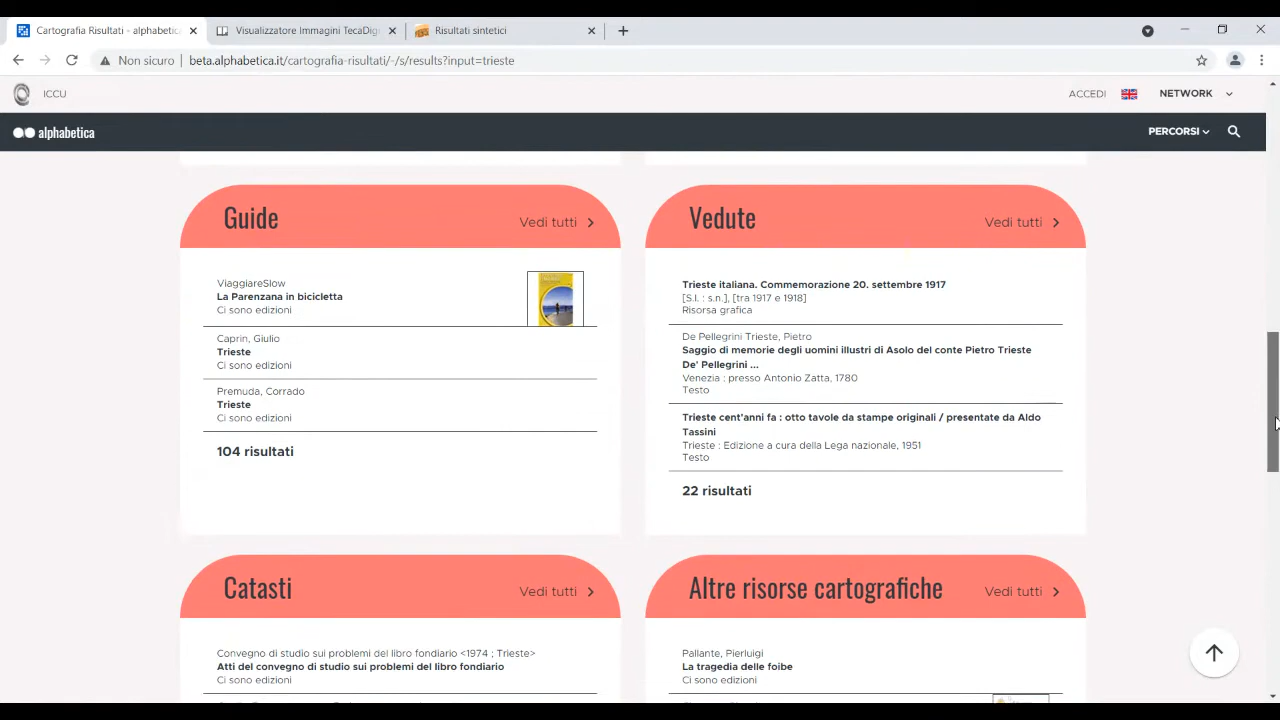 Cartografia Risultati - alphabetic
Visualizzatore Immagini TecaDig
Risultati sintetici
Non sicuro
beta.alphabetica.it/cartografia-risultati/-/s/results?input=trieste
ICCU
ACCEDI
NETWORK
alphabetica
PERCORSI
Guide
Vedi tutti
ViaggiareSlow
La Parenzana in bicicletta
Ci sono edizioni
Caprin, Giulio
Trieste
Ci sono edizioni
Premuda, Corrado
Trieste
Ci sono edizioni
104 risultati
Vedute
Vedi tutti
Trieste italiana. Commemorazione 20. settembre 1917
[S.l. : s.n.], [tra 1917 e 1918]
Risorsa grafica
De Pellegrini Trieste, Pietro
Saggio di memorie degli uomini illustri di Asolo del conte Pietro Trieste
De' Pellegrini ...
Venezia : presso Antonio Zatta, 1780
Testo
Trieste cent'anni fa : otto tavole da stampe originali / presentate da Aldo
Tassini
Trieste : Edizione a cura della Lega nazionale, 1951
Testo
22 risultati
Catasti
Vedi tutti
Convegno di studio sui problemi del libro fondiario <1974 ; Trieste>
Atti del convegno di studio sui problemi del libro fondiario
Ci sono edizioni
Altre risorse cartografiche
Vedi tutti
Pallante, Pierluigi
La tragedia delle foibe
Ci sono edizioni